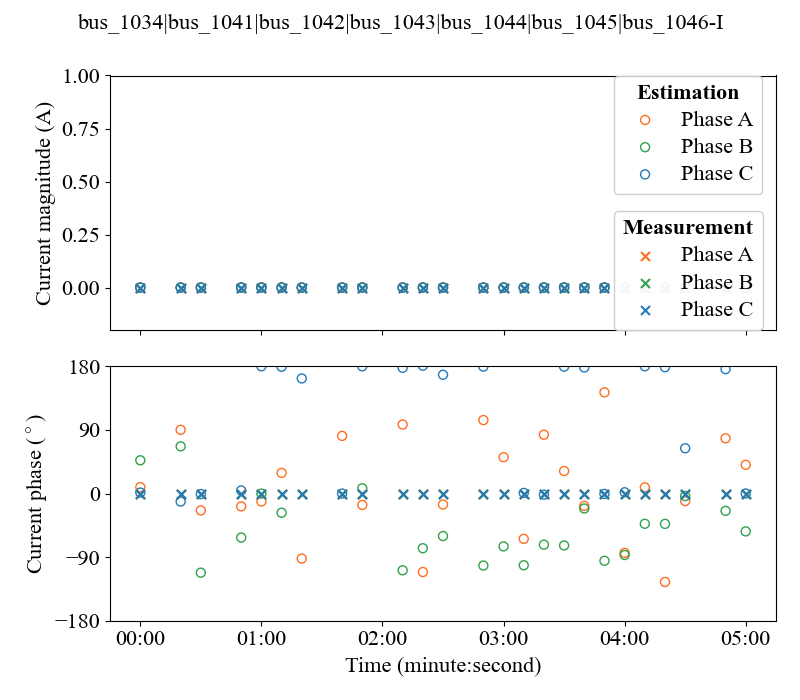 bus_1034|bus_1041|bus_1042|bus_1043|bus_1044|bus_1045|bus_1046-I
Current magnitude (A)
1.00
0.75
0.50
0.25
0.00
Estimation
Phase A
Phase B
Phase C
Measurement
Phase A
Phase B
Phase C
Current phase (°)
180
90
0
−90
−180
00:00 01:00 02:00 03:00 04:00 05:00
Time (minute:second)